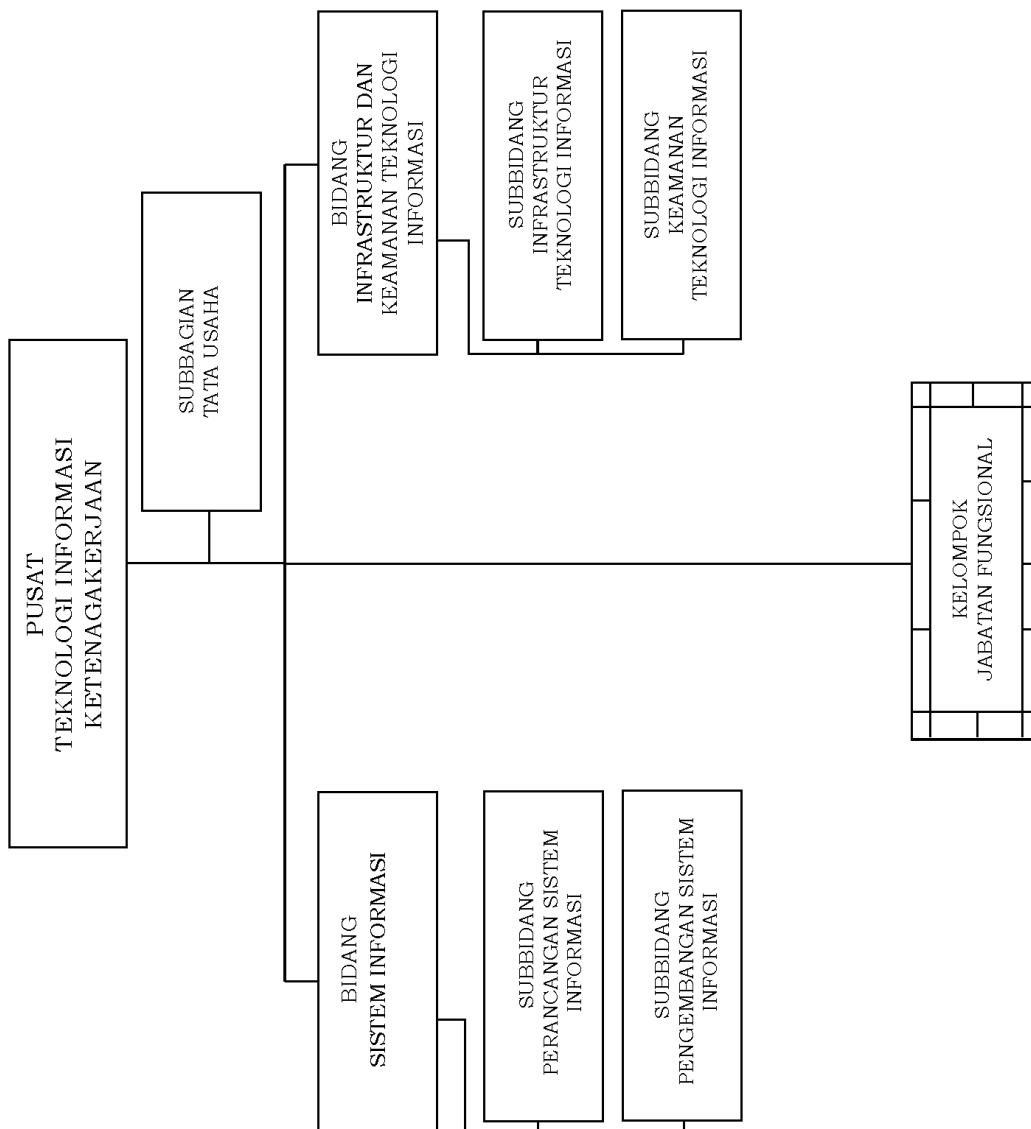 PUSAT
TEKNOLOGI INFORMASI
KETENAGAKERJAAN
SUBBAGIAN
TATA USAHA
BIDANG
SISTEM INFORMASI
BIDANG
INFRASTRUKTUR DAN
KEAMANAN TEKNOLOGI
INFORMASI
SUBBIDANG
PERANCANGAN SISTEM
INFORMASI
SUBBIDANG
INFRASTRUKTUR
TEKNOLOGI INFORMASI
SUBBIDANG
PENGEMBANGAN SISTEM
INFORMASI
SUBBIDANG
KEAMANAN
TEKNOLOGI INFORMASI
KELOMPOK
JABATAN FUNGSIONAL